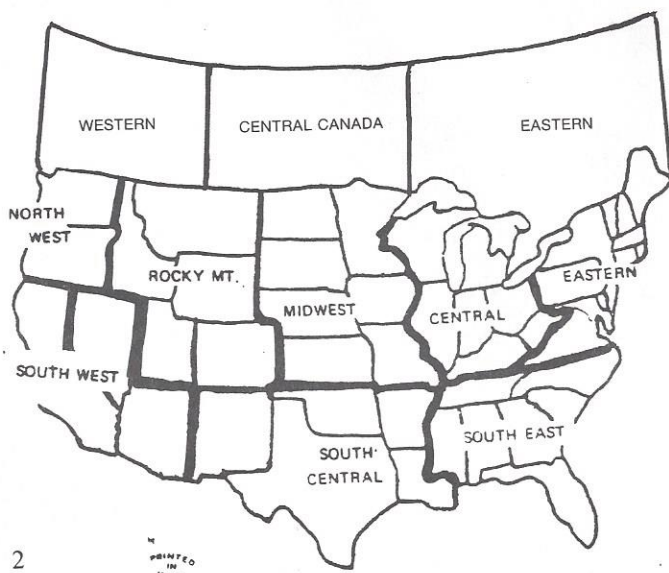 WESTERN
CENTRAL CANADA
EASTERN
NORTH
WEST
ROCKY MT.
MIDWEST
CENTRAL
EASTERN
SOUTH WEST
SOUTH EAST
SOUTH
CENTRAL
2
PRINTED
IN